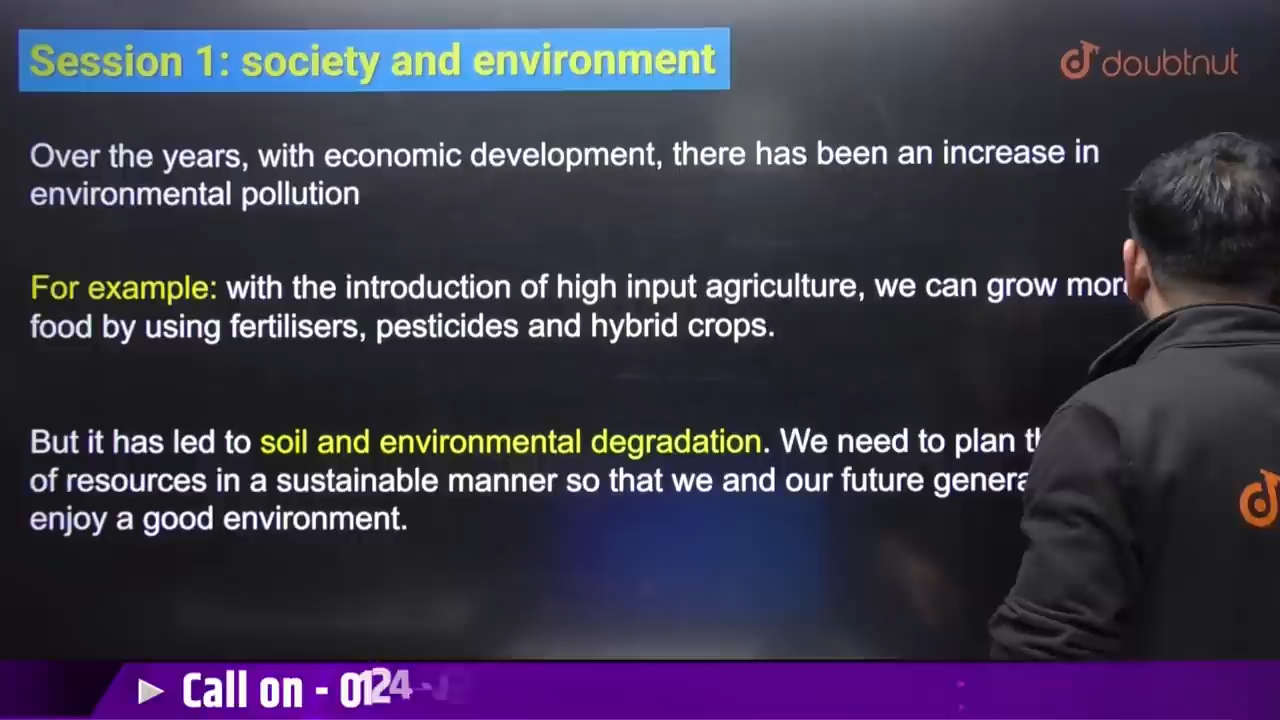 Session 1: society and environment
doubtnut
Over the years, with economic development, there has been an increase in
environmental pollution
For example: with the introduction of high input agriculture, we can grow
food by using fertilisers, pesticides and hybrid crops.
But it has led to soil and environmental degradation. We need to plan
of resources in a sustainable manner so that we and our future
enjoy a good environment.
Call on - 0124